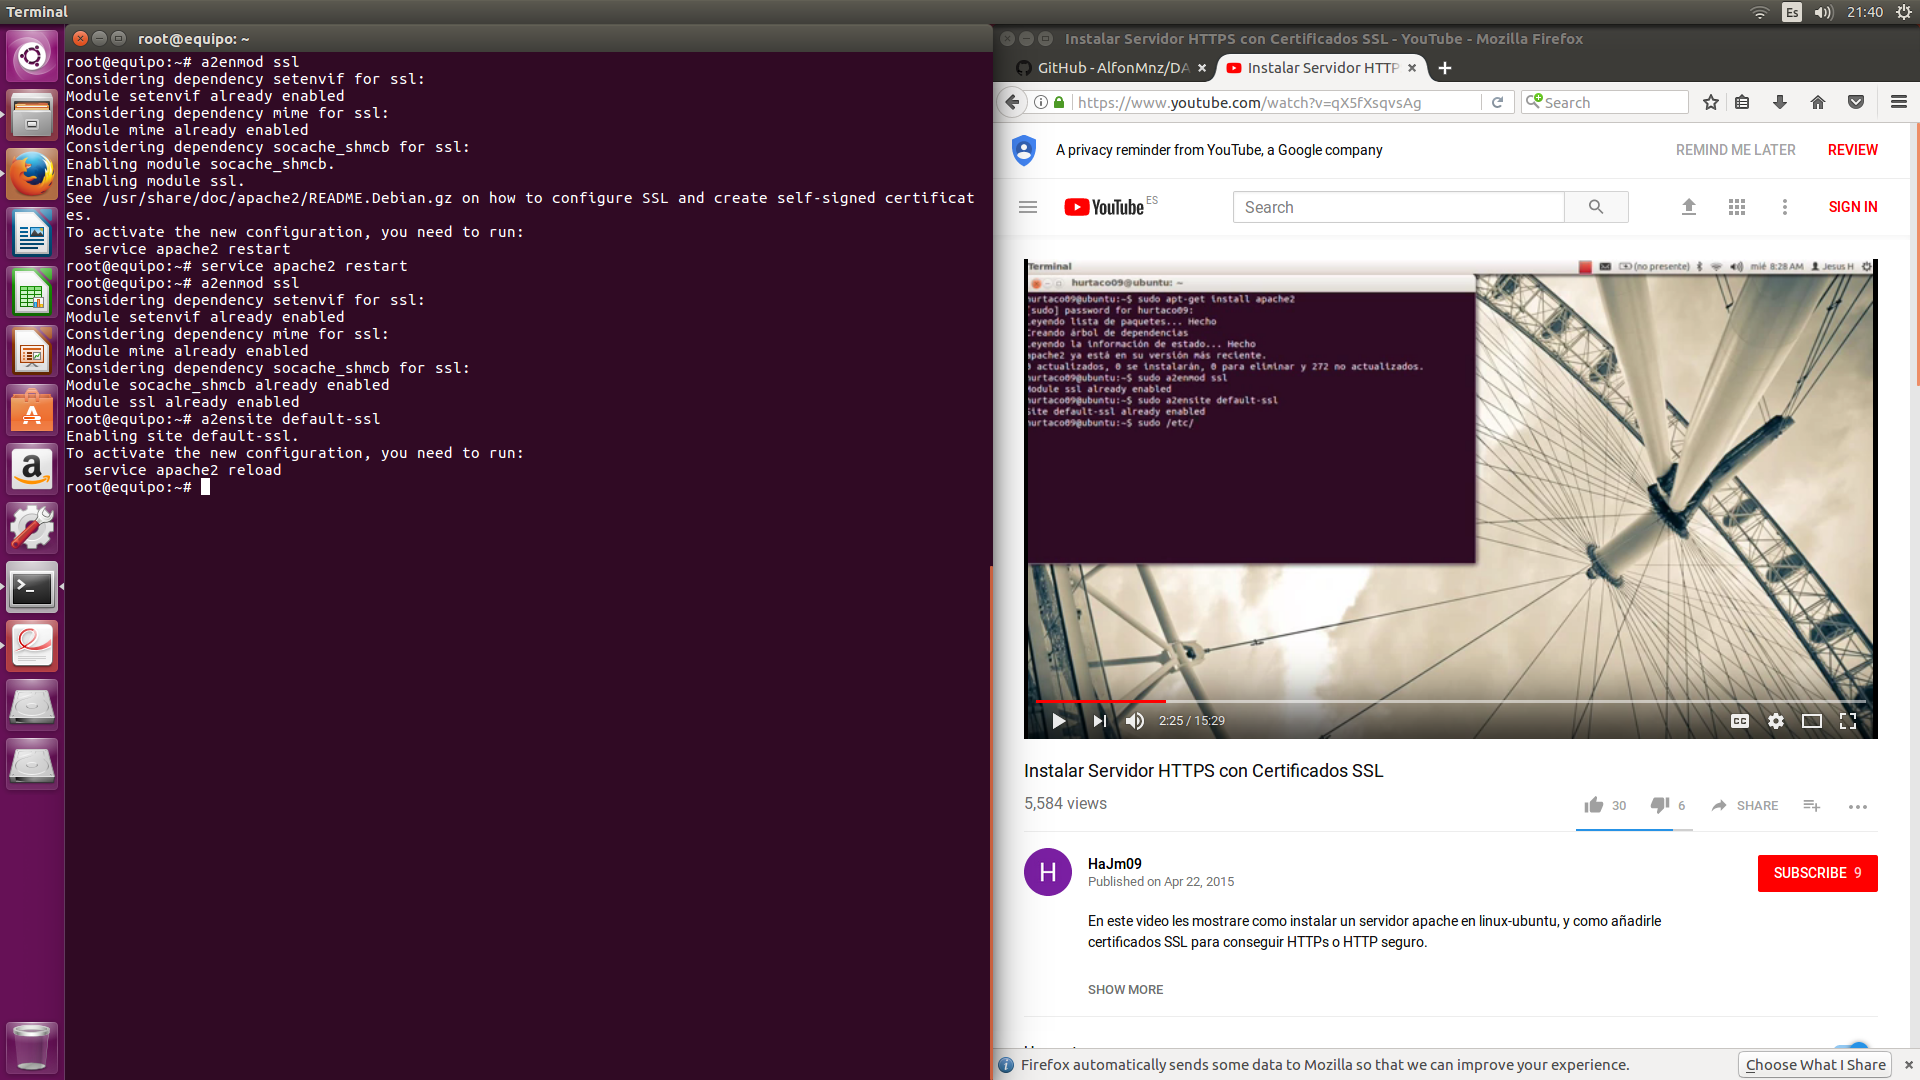 Terminal
Es
21:40
root@equipo: ~
root@equipo:~# a2enmod ssl
Considering dependency setenvif for ssl:
Module setenvif already enabled
Considering dependency mime for ssl:
Module mime already enabled
Considering dependency socache_shmcb for ssl:
Enabling module socache_shmcb.
Enabling module ssl.
See /usr/share/doc/apache2/README.Debian.gz on how to configure SSL and create self-signed certificat
es.
To activate the new configuration, you need to run:
  service apache2 restart
root@equipo:~# service apache2 restart
root@equipo:~# a2enmod ssl
Considering dependency setenvif for ssl:
Module setenvif already enabled
Considering dependency mime for ssl:
Module mime already enabled
Considering dependency socache_shmcb for ssl:
Module socache_shmcb already enabled
Module ssl already enabled
root@equipo:~# a2ensite default-ssl
Enabling site default-ssl.
To activate the new configuration, you need to run:
  service apache2 reload
root@equipo:~#
Instalar Servidor HTTPS con Certificados SSL - YouTube - Mozilla Firefox
GitHub - AlfonMnz/DA
Instalar Servidor HTTP
https://www.youtube.com/watch?v=qX5fXsqvsAg
Search
A privacy reminder from YouTube, a Google company
REMIND ME LATER
REVIEW
YouTube ES
Search
SIGN IN
Terminal
(no presente)
mié 8:28 AM
Jesus H
hurtaco09@ubuntu: ~
hurtaco09@ubuntu:~$ sudo apt-get install apache2
[sudo] password for hurtaco09:
Leyendo lista de paquetes... Hecho
Creando árbol de dependencias
Leyendo la información de estado... Hecho
apache2 ya está en su versión más reciente.
0 actualizados, 0 se instalarán, 0 para eliminar y 272 no actualizados.
hurtaco09@ubuntu:~$ sudo a2enmod ssl
Module ssl already enabled
hurtaco09@ubuntu:~$ sudo a2ensite default-ssl
Site default-ssl already enabled
hurtaco09@ubuntu:~$ sudo /etc/
2:25 / 15:29
CC
Instalar Servidor HTTPS con Certificados SSL
5,584 views
30
6
SHARE
H
HaJm09
Published on Apr 22, 2015
SUBSCRIBE 9
En este video les mostrare como instalar un servidor apache en linux-ubuntu, y como añadirle
certificados SSL para conseguir HTTPs o HTTP seguro.
SHOW MORE
Firefox automatically sends some data to Mozilla so that we can improve your experience.
Choose What I Share